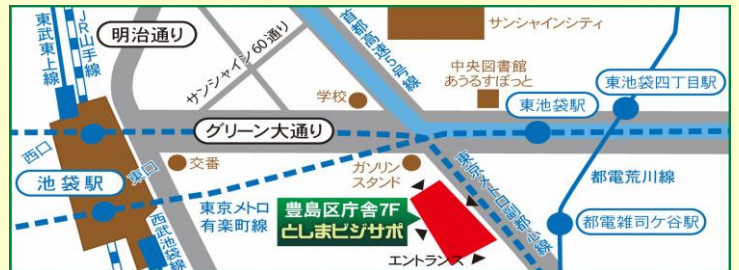 東武東上線
JR山手線
明治通り
サンシャイン60通り
首都高速5号線
サンシャインシティ
中央図書館
あうるすぽっと
東池袋四丁目駅
学校
東池袋駅
グリーン大通り
西口
池袋駅
東口
交番
ガソリン
スタンド
東京メトロ副都心線
都電荒川線
東京メトロ
有楽町線
豊島区庁舎7F
としまビジサポ
都電雑司ケ谷駅
西武池袋線
エントランス